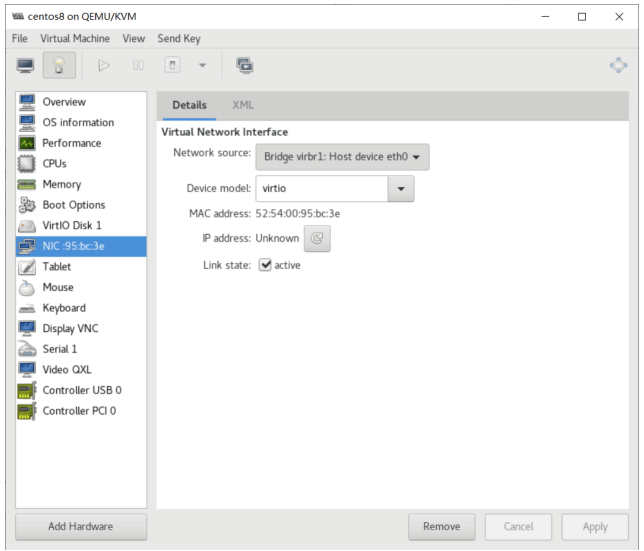 centos8 on QEMU/KVM
File Virtual Machine View Send Key
Overview
OS information
Performance
CPUs
Memory
Boot Options
VirtIO Disk 1
NIC :95:bc:3e
Tablet
Mouse
Keyboard
Display VNC
Serial 1
Video QXL
Controller USB 0
Controller PCI 0
Add Hardware
Details XML
Virtual Network Interface
Network source: Bridge virbr1: Host device eth0
Device model: virtio
MAC address: 52:54:00:95:bc:3e
IP address: Unknown
Link state: active
Remove Cancel Apply